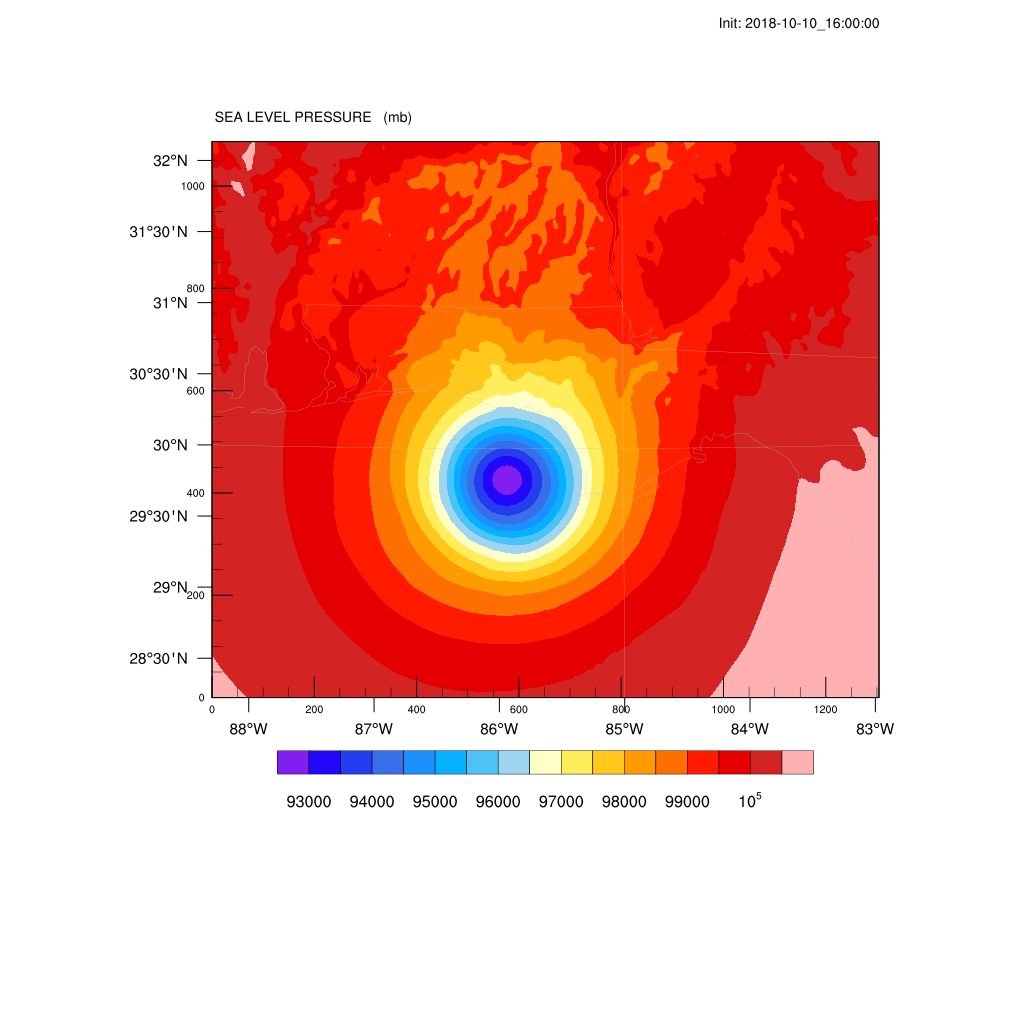 Init: 2018-10-10_16:00:00
SEA LEVEL PRESSURE (mb)
32°N
1000
31°30'N
800
31°N
30°30'N
600
30°N
400
29°30'N
29°N
200
28°30'N
0
0 200 400 600 800 1000 1200
88°W 87°W 86°W 85°W 84°W 83°W
93000 94000 95000 96000 97000 98000 99000 10⁵